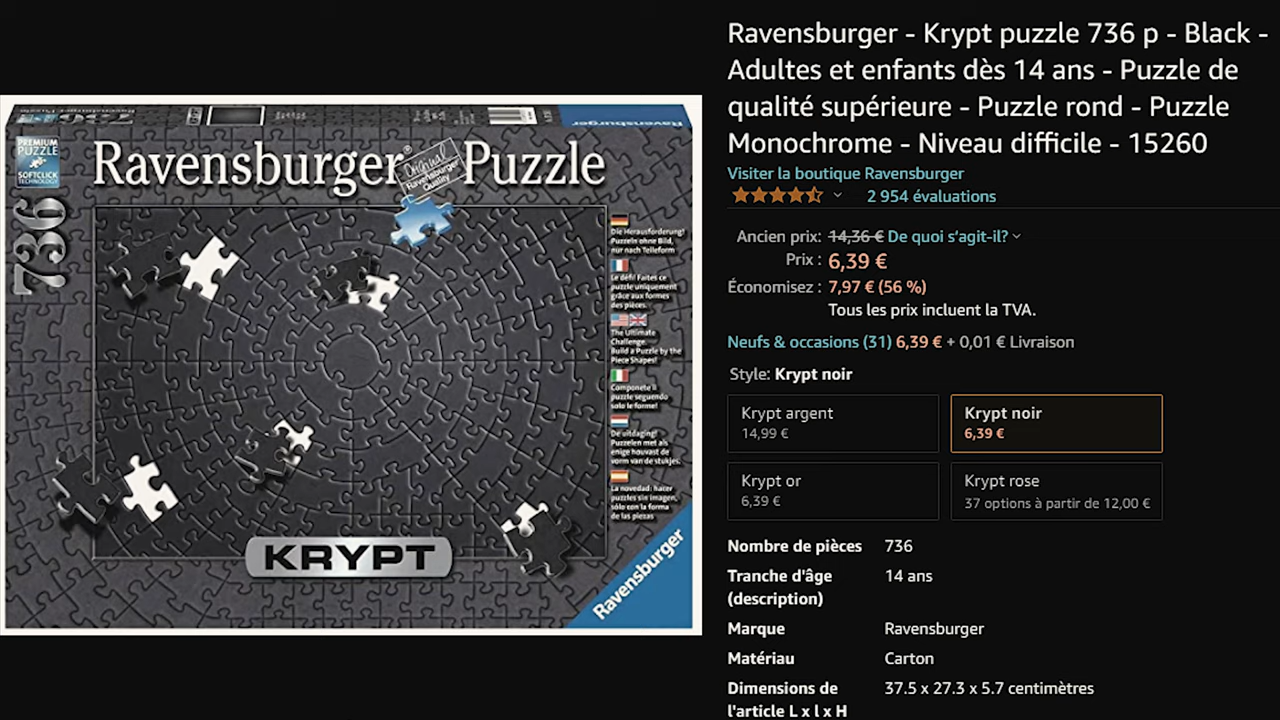 PREMIUM
PUZZLE
SOFTCLICK
TECHNOLOGY
736
Ravensburger® Puzzle
Original
Ravensburger
Quality
Ravensburger
Die Herausforderung!
Puzzeln ohne Bild,
nur nach Teileform
Le défi! Faites ce
puzzle uniquement
grâce aux formes
des pièces.
The Ultimate
Challenge.
Build a Puzzle by the
Piece Shapes!
Componete il
puzzle seguendo
solo le forme!
De uitdaging!
Puzzelen met als
enige houvast de
vorm van de stukjes.
La novedad: hacer
puzzles sin imagen,
sólo con la forma
de las piezas
KRYPT
Ravensburger
Ravensburger - Krypt puzzle 736 p - Black -
Adultes et enfants dès 14 ans - Puzzle de
qualité supérieure - Puzzle rond - Puzzle
Monochrome - Niveau difficile - 15260
Visiter la boutique Ravensburger
2 954 évaluations
Ancien prix: 14,36 € De quoi s'agit-il?
Prix : 6,39 €
Économisez : 7,97 € (56 %)
Tous les prix incluent la TVA.
Neufs & occasions (31) 6,39 € + 0,01 € Livraison
Style: Krypt noir
Krypt argent
14,99 €
Krypt noir
6,39 €
Krypt or
6,39 €
Krypt rose
37 options à partir de 12,00 €
Nombre de pièces 736
Tranche d'âge 14 ans
(description)
Marque Ravensburger
Matériau Carton
Dimensions de 37.5 x 27.3 x 5.7 centimètres
l'article L x l x H